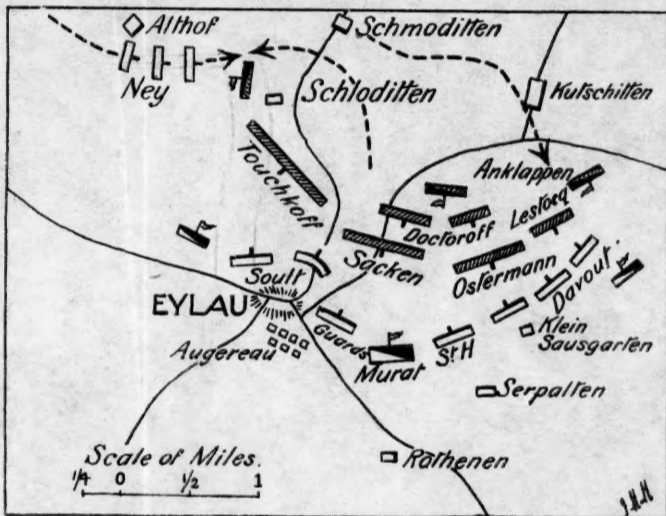 Althof
Schmoditten
Ney
Schloditten
Kutschitten
Touchkoff
Anklappen
Lestocq
Doctoroff
Sacken
Ostermann
Davout.
Soult
EYLAU
Guards
Augereau
Murat
St H
Klein
Sausgarten
Serpalten
Rothenen
Scale of Miles.
1/4 0 1/2 1
J.M.M